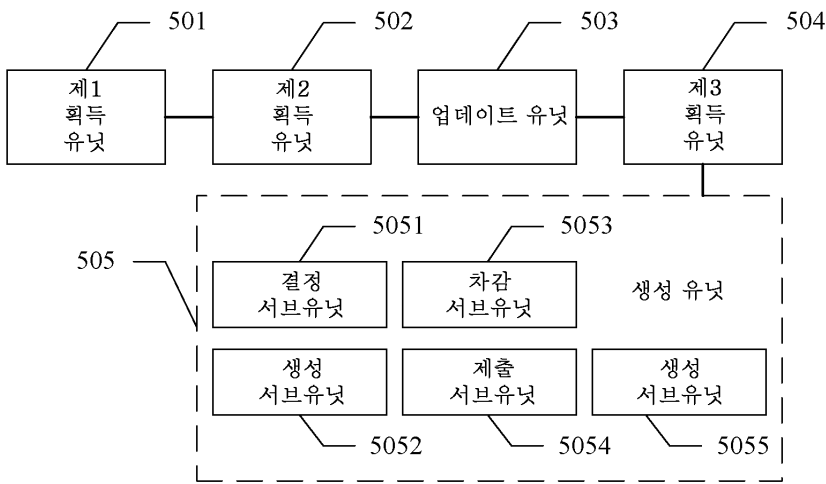 501
502
503
504
제1
획득
유닛
제2
획득
유닛
업데이트 유닛
제3
획득
유닛
505
5051
5053
결정
서브유닛
차감
서브유닛
생성 유닛
생성
서브유닛
제출
서브유닛
생성
서브유닛
5052
5054
5055